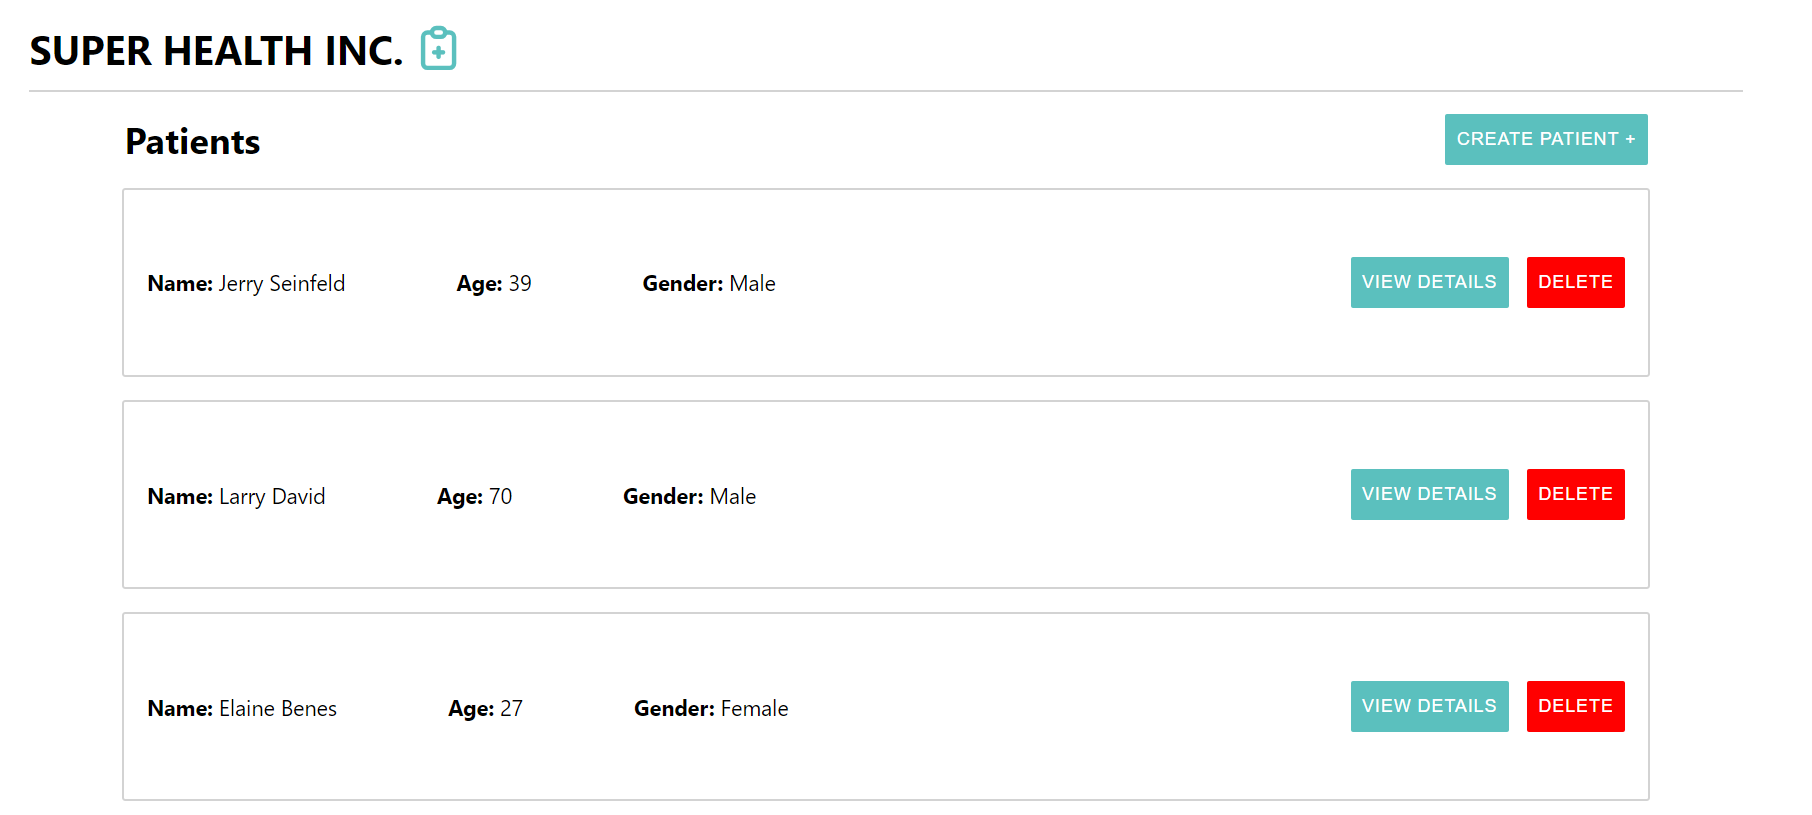 SUPER HEALTH INC.
Patients
CREATE PATIENT +
Name: Jerry Seinfeld Age: 39 Gender: Male VIEW DETAILS DELETE
Name: Larry David Age: 70 Gender: Male VIEW DETAILS DELETE
Name: Elaine Benes Age: 27 Gender: Female VIEW DETAILS DELETE